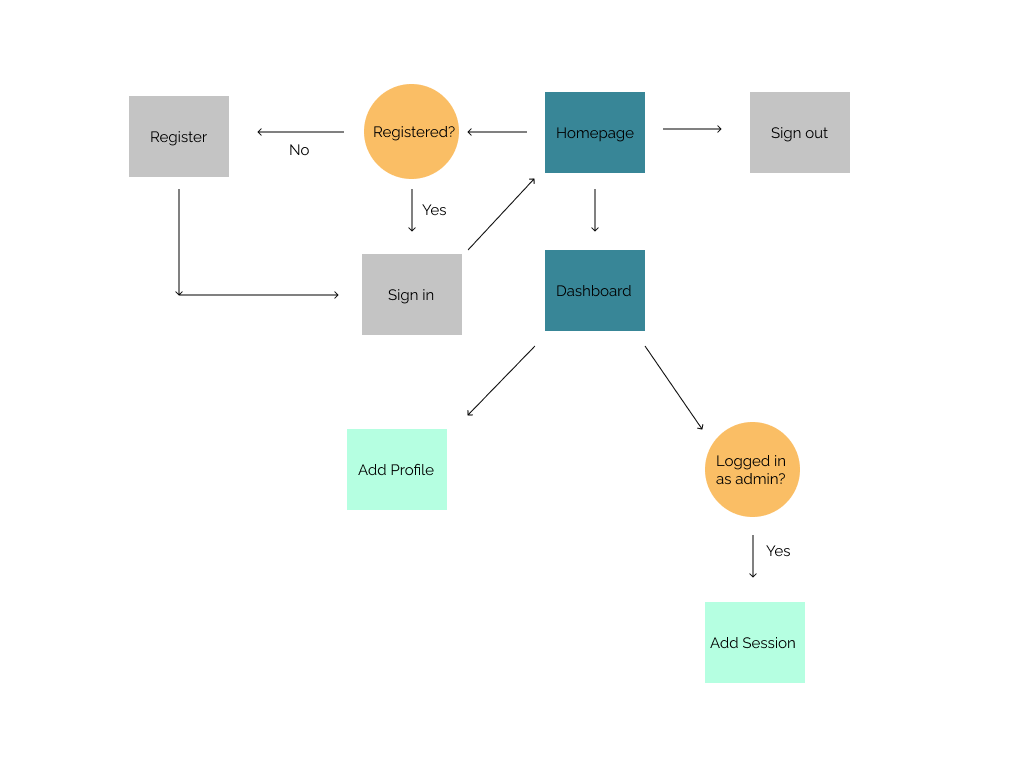 Register
No
Registered?
Homepage
Sign out
Yes
Sign in
Dashboard
Add Profile
Logged in
as admin?
Yes
Add Session